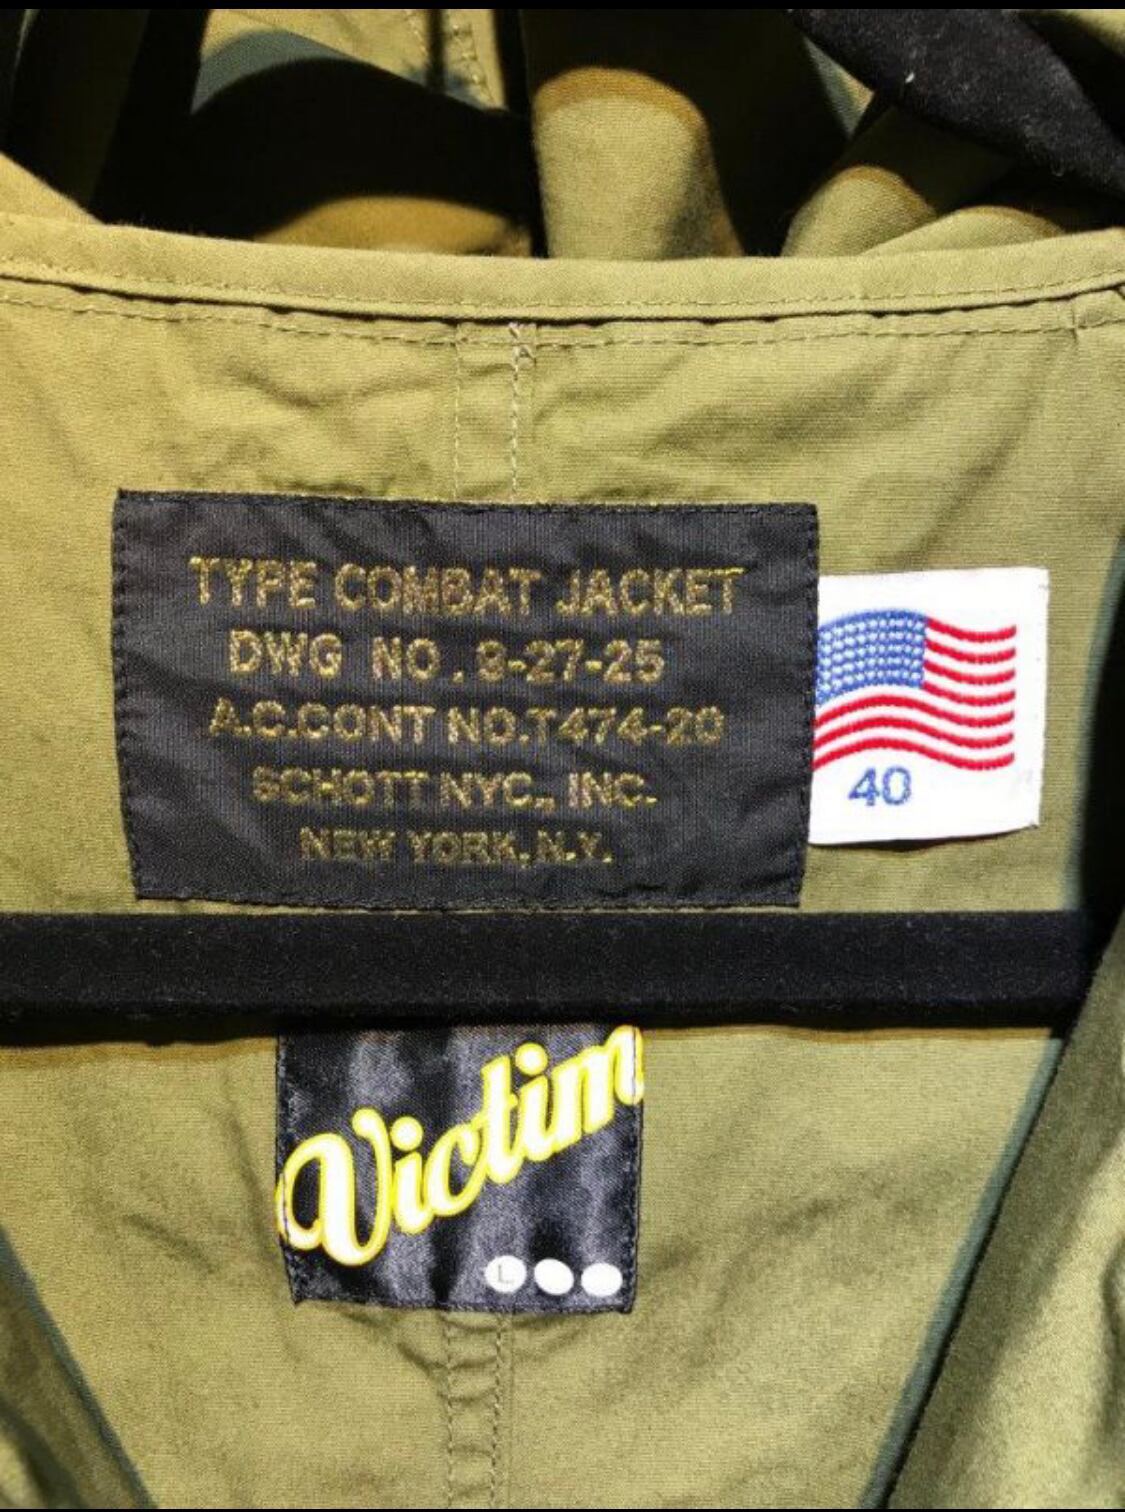 TYPE COMBAT JACKET
DWG NO. 8-27-25
A.C.CONT NO.T474-20
SCHOTT NYC., INC.
NEW YORK, N.Y.
40
Victim
L